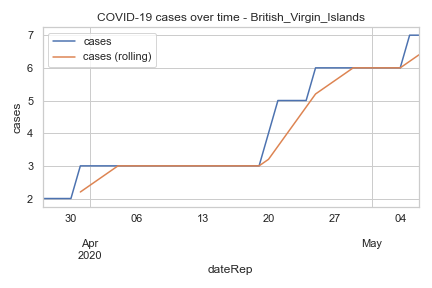 COVID-19 cases over time - British_Virgin_Islands
cases
cases (rolling)
7
6
5
4
3
2
cases
30 06 13 20 27 04
Apr May
2020
dateRep